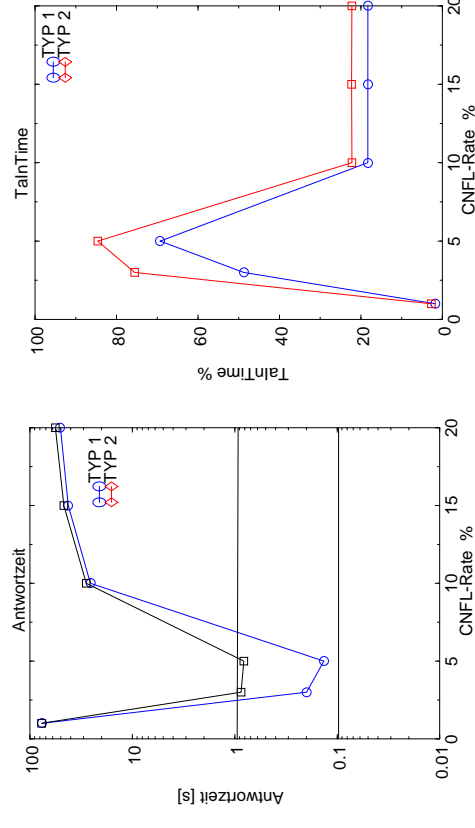 Antwortzeit
TYP 1
TYP 2
Antwortzeit [s]
100
10
1
0.1
0.01
0
5
10
15
20
CNFL-Rate %
TaInTime
TYP 1
TYP 2
TaInTime %
100
80
60
40
20
0
0
5
10
15
20
CNFL-Rate %